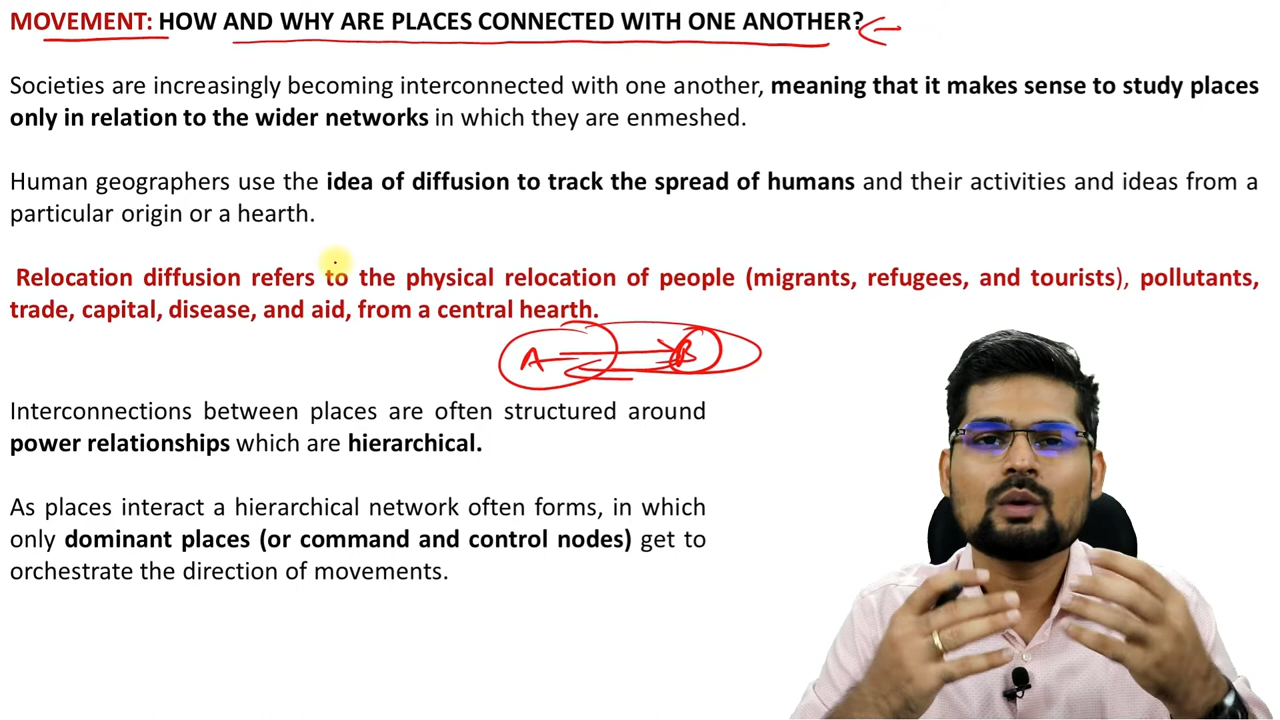 MOVEMENT: HOW AND WHY ARE PLACES CONNECTED WITH ONE ANOTHER?
Societies are increasingly becoming interconnected with one another, meaning that it makes sense to study places
only in relation to the wider networks in which they are enmeshed.
Human geographers use the idea of diffusion to track the spread of humans and their activities and ideas from a
particular origin or a hearth.
Relocation diffusion refers to the physical relocation of people (migrants, refugees, and tourists), pollutants,
trade, capital, disease, and aid, from a central hearth.
A B
Interconnections between places are often structured around
power relationships which are hierarchical.
As places interact a hierarchical network often forms, in which
only dominant places (or command and control nodes) get to
orchestrate the direction of movements.